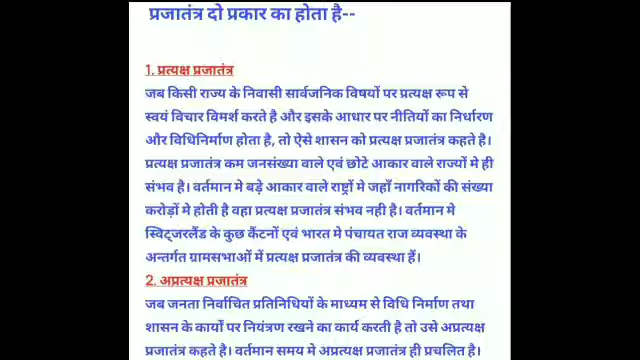 प्रजातंत्र दो प्रकार का होता है--
1. प्रत्यक्ष प्रजातंत्र
जब किसी राज्य के निवासी सार्वजनिक विषयों पर प्रत्यक्ष रूप से
स्वयं विचार विमर्श करते है और इसके आधार पर नीतियों का निर्धारण
और विधिनिर्माण होता है, तो ऐसे शासन को प्रत्यक्ष प्रजातंत्र कहते है।
प्रत्यक्ष प्रजातंत्र कम जनसंख्या वाले एवं छोटे आकार वाले राज्यों मे ही
संभव है। वर्तमान मे बड़े आकार वाले राष्ट्रों मे जहाँ नागरिकों की संख्या
करोड़ों मे होती है वहा प्रत्यक्ष प्रजातंत्र संभव नही है। वर्तमान मे
स्विट्जरलैंड के कुछ कैंटनों एवं भारत मे पंचायत राज व्यवस्था के
अन्तर्गत ग्रामसभाओं में प्रत्यक्ष प्रजातंत्र की व्यवस्था हैं।
2. अप्रत्यक्ष प्रजातंत्र
जब जनता निर्वाचित प्रतिनिधियों के माध्यम से विधि निर्माण तथा
शासन के कार्यों पर नियंत्रण रखने का कार्य करती है तो उसे अप्रत्यक्ष
प्रजातंत्र कहते है। वर्तमान समय मे अप्रत्यक्ष प्रजातंत्र ही प्रचलित है।